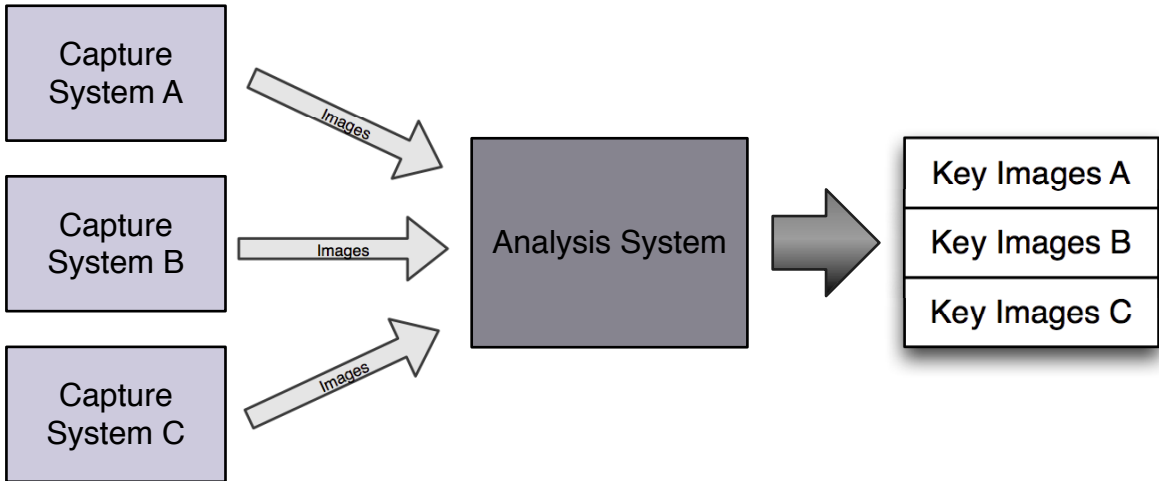 Capture
System A
Images
Capture
System B
Images
Capture
System C
Images
Analysis System
Key Images A
Key Images B
Key Images C